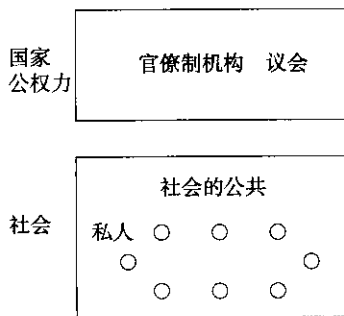 国家
公权力
官僚制机构 议会
社会的公共
社会
私人